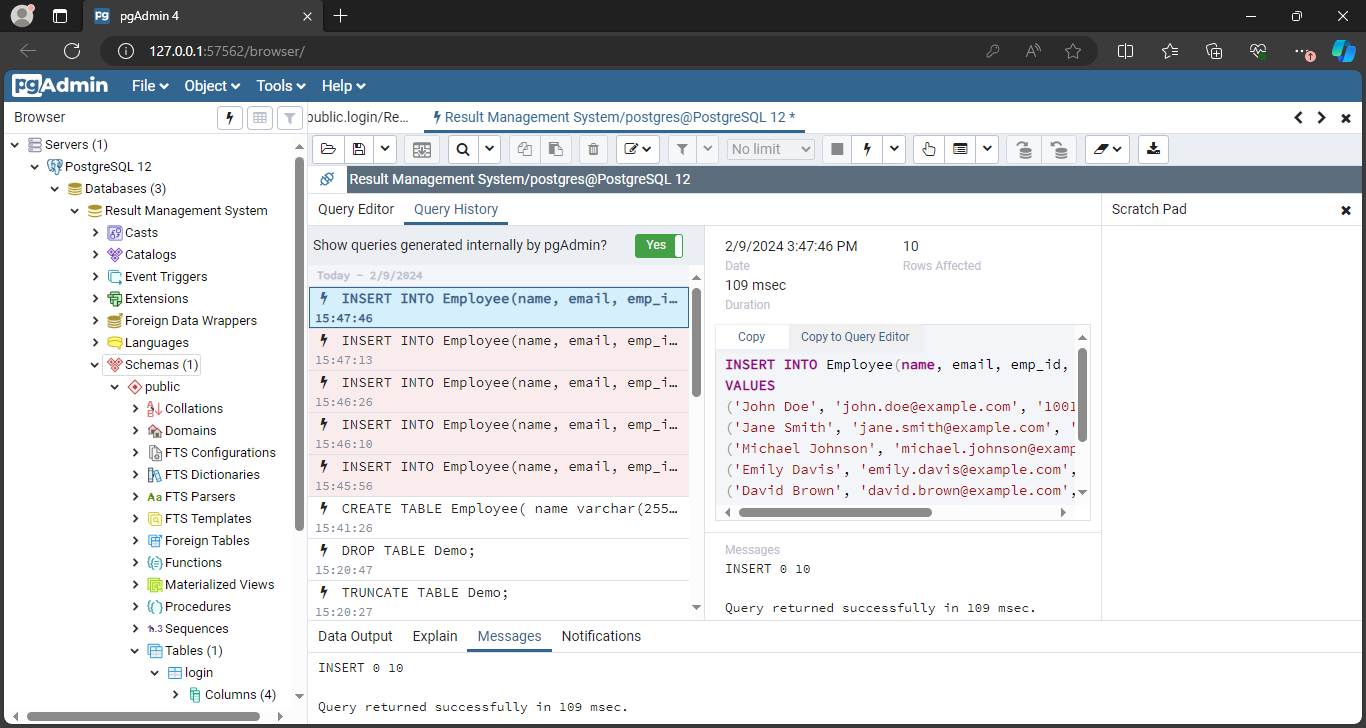 pgAdmin 4
127.0.0.1:57562/browser/
pgAdmin File Object Tools Help
Browser
public.login/Re...
Result Management System/postgres@PostgreSQL 12 *
No limit
Result Management System/postgres@PostgreSQL 12
Servers (1)
PostgreSQL 12
Databases (3)
Result Management System
Casts
Catalogs
Event Triggers
Extensions
Foreign Data Wrappers
Languages
Schemas (1)
public
Collations
Domains
FTS Configurations
FTS Dictionaries
Aa FTS Parsers
FTS Templates
Foreign Tables
Functions
Materialized Views
Procedures
1..3 Sequences
Tables (1)
login
Columns (4)
Query Editor Query History
Show queries generated internally by pgAdmin? Yes
Today - 2/9/2024
INSERT INTO Employee(name, email, emp_i...
15:47:46
INSERT INTO Employee(name, email, emp_i...
15:47:13
INSERT INTO Employee(name, email, emp_i...
15:46:26
INSERT INTO Employee(name, email, emp_i...
15:46:10
INSERT INTO Employee(name, email, emp_i...
15:45:56
CREATE TABLE Employee( name varchar(255...
15:41:26
DROP TABLE Demo;
15:20:47
TRUNCATE TABLE Demo;
15:20:27
2/9/2024 3:47:46 PM 10
Date Rows Affected
109 msec
Duration
Copy Copy to Query Editor
INSERT INTO Employee(name, email, emp_id,
VALUES
('John Doe', 'john.doe@example.com', '1001
('Jane Smith', 'jane.smith@example.com', '
('Michael Johnson', 'michael.johnson@examp
('Emily Davis', 'emily.davis@example.com',
('David Brown', 'david.brown@example.com',
Messages
INSERT 0 10
Query returned successfully in 109 msec.
Scratch Pad
Data Output Explain Messages Notifications
INSERT 0 10
Query returned successfully in 109 msec.